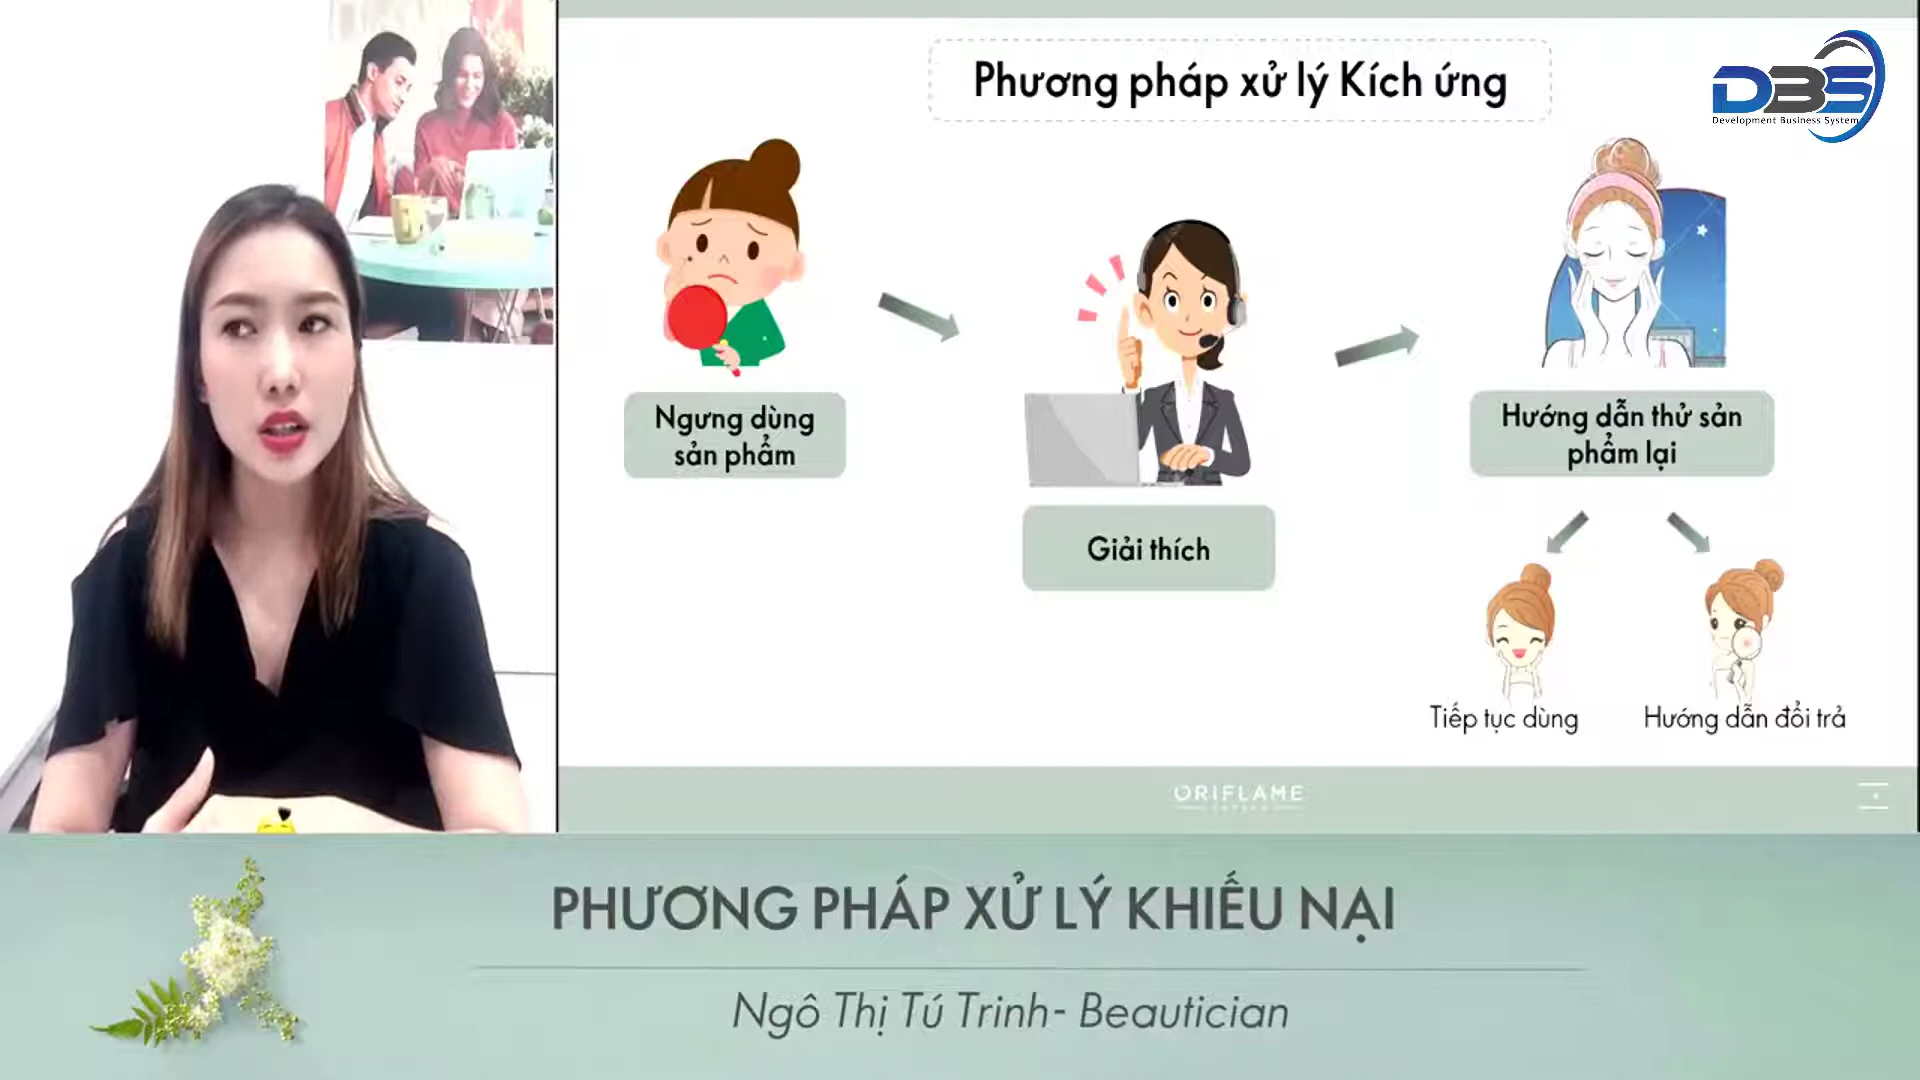 Phương pháp xử lý Kích ứng
DBS
Development Business System
Ngưng dùng
sản phẩm
Giải thích
Hướng dẫn thử sản
phẩm lại
Tiếp tục dùng
Hướng dẫn đổi trả
ORIFLAME
PHƯƠNG PHÁP XỬ LÝ KHIẾU NẠI
Ngô Thị Tú Trinh- Beautician